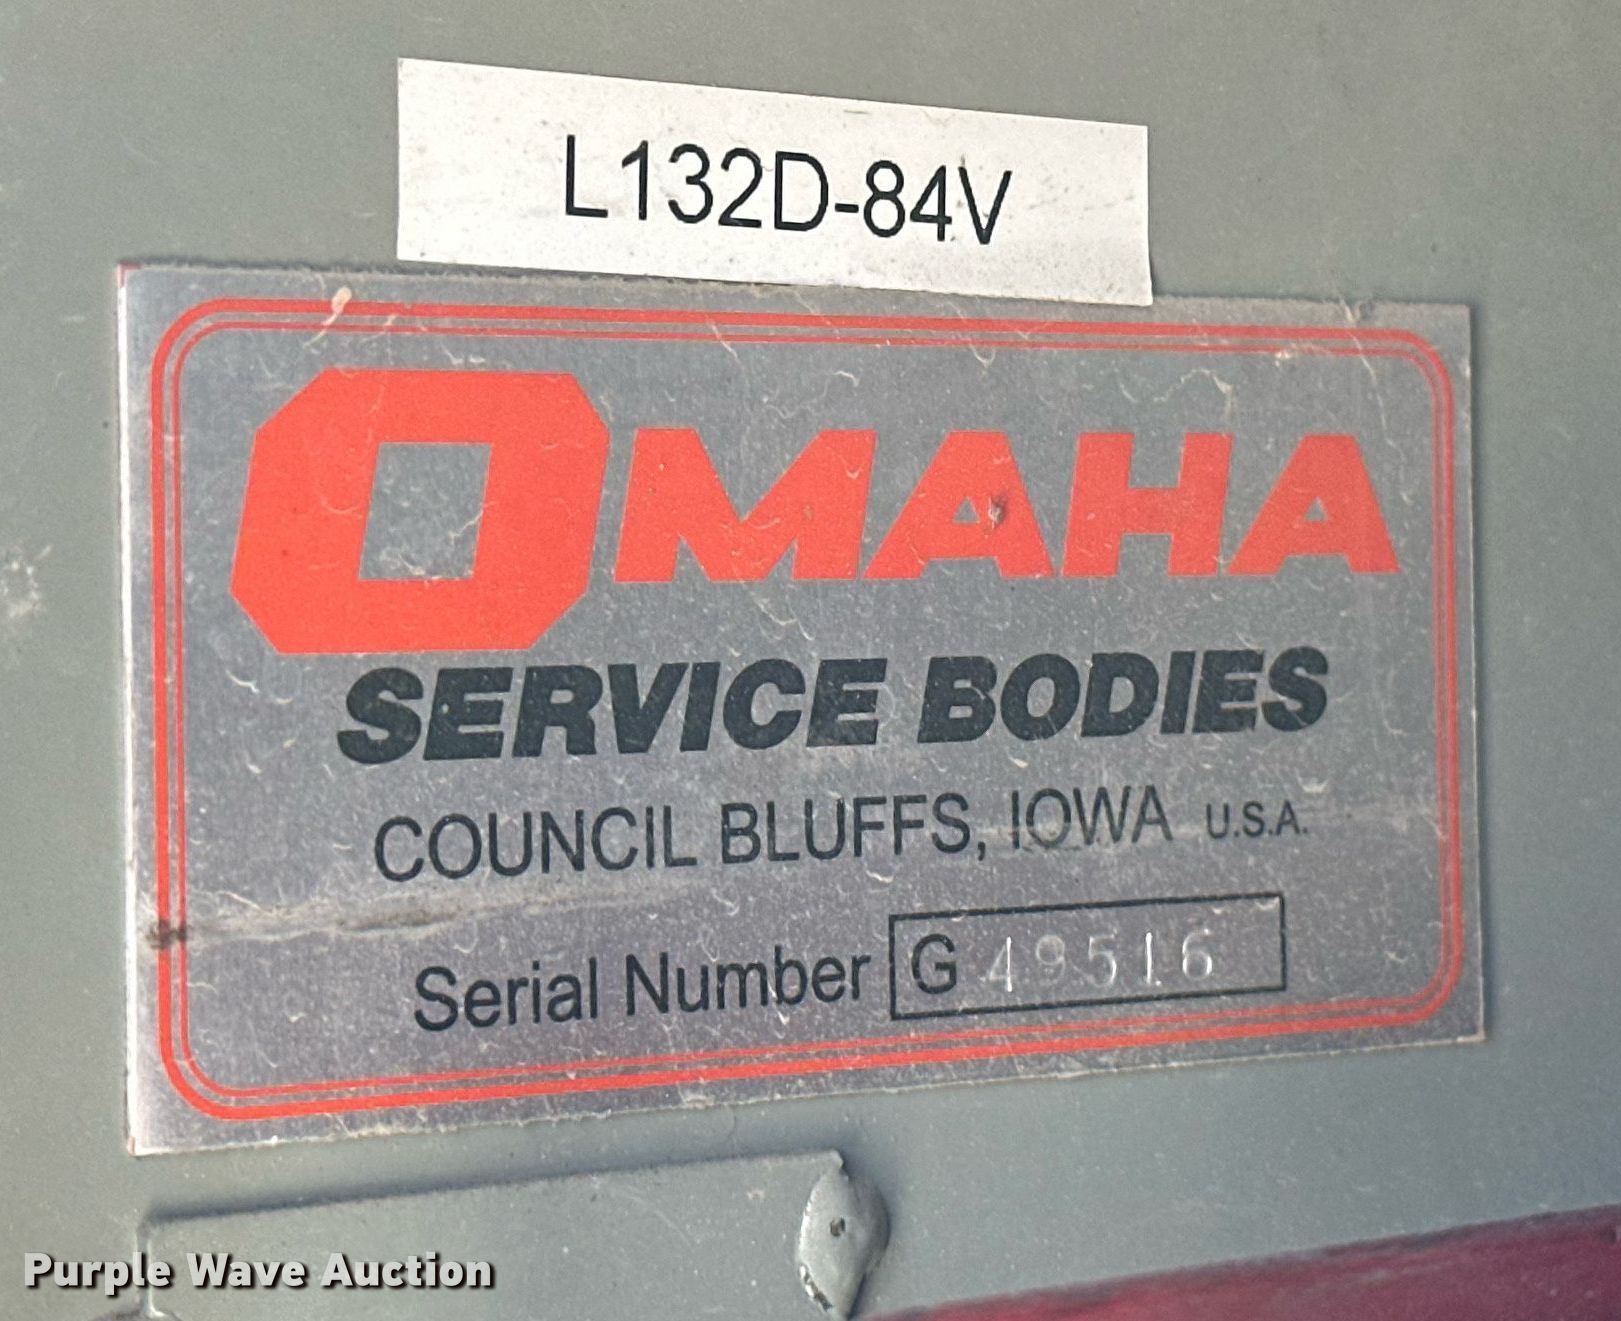 L132D-84V
OMAHA
SERVICE BODIES
COUNCIL BLUFFS, IOWA U.S.A.
Serial Number G 49516
Purple Wave Auction